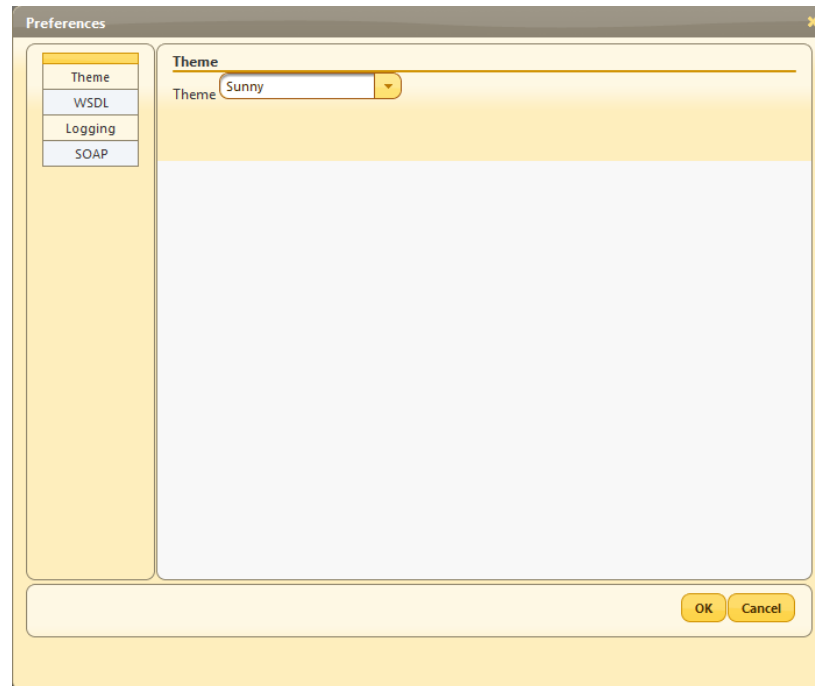 Preferences
Theme
WSDL
Logging
SOAP
Theme
Theme Sunny
OK Cancel